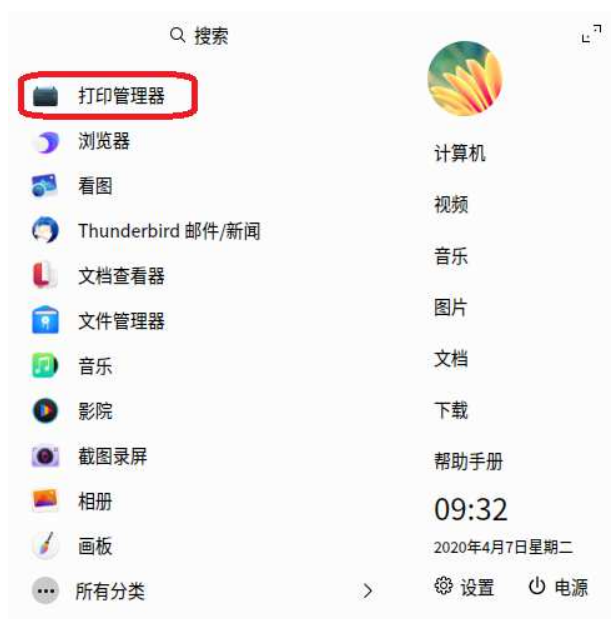 搜索
打印管理器
浏览器
看图
Thunderbird 邮件/新闻
文档查看器
文件管理器
音乐
影院
截图录屏
相册
画板
所有分类
计算机
视频
音乐
图片
文档
下载
帮助手册
09:32
2020年4月7日星期二
设置
电源